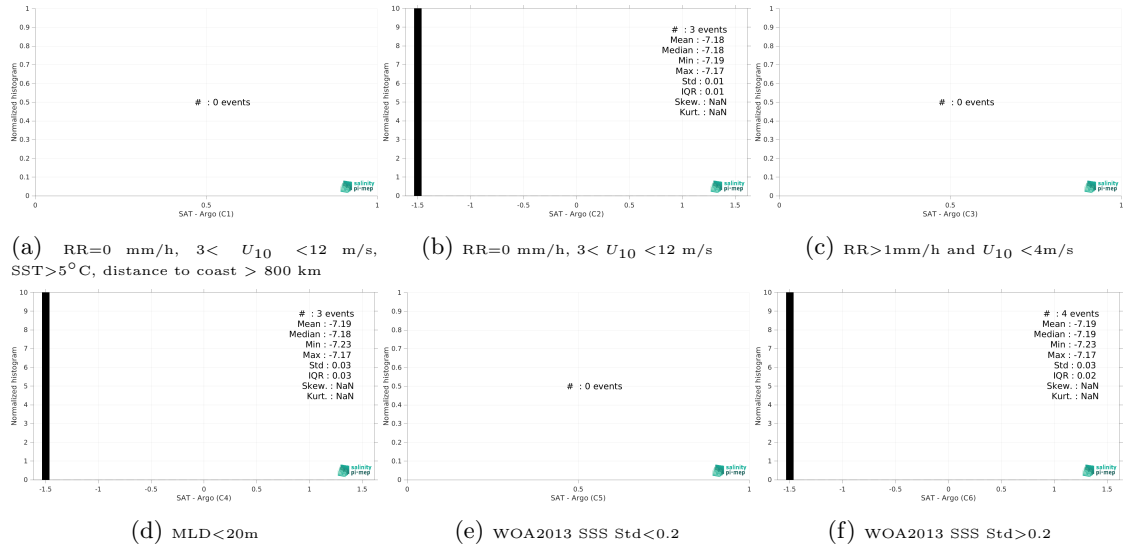 1
0.9
0.8
0.7
0.6
0.5
0.4
0.3
0.2
0.1
0
Normalized histogram
# : 0 events
salinity
pi-mep
0 0.5 1
SAT - Argo (C1)
10
9
8
7
6
5
4
3
2
1
0
Normalized histogram
# : 3 events
Mean : -7.18
Median : -7.18
Min : -7.19
Max : -7.17
Std : 0.01
IQR : 0.01
Skew. : NaN
Kurt. : NaN
salinity
pi-mep
-1.5 -1 -0.5 0 0.5 1 1.5
SAT - Argo (C2)
1
0.9
0.8
0.7
0.6
0.5
0.4
0.3
0.2
0.1
0
Normalized histogram
# : 0 events
salinity
pi-mep
0 0.5 1
SAT - Argo (C3)
(a) RR=0 mm/h, 3< U10 <12 m/s,
SST>5°C, distance to coast > 800 km
(b) RR=0 mm/h, 3< U10 <12 m/s
(c) RR>1mm/h and U10 <4m/s
10
9
8
7
6
5
4
3
2
1
0
Normalized histogram
# : 3 events
Mean : -7.19
Median : -7.18
Min : -7.23
Max : -7.17
Std : 0.03
IQR : 0.03
Skew. : NaN
Kurt. : NaN
salinity
pi-mep
-1.5 -1 -0.5 0 0.5 1 1.5
SAT - Argo (C4)
1
0.9
0.8
0.7
0.6
0.5
0.4
0.3
0.2
0.1
0
Normalized histogram
# : 0 events
salinity
pi-mep
0 0.5 1
SAT - Argo (C5)
10
9
8
7
6
5
4
3
2
1
0
Normalized histogram
# : 4 events
Mean : -7.19
Median : -7.19
Min : -7.23
Max : -7.17
Std : 0.03
IQR : 0.02
Skew. : NaN
Kurt. : NaN
salinity
pi-mep
-1.5 -1 -0.5 0 0.5 1 1.5
SAT - Argo (C6)
(d) MLD<20m
(e) WOA2013 SSS Std<0.2
(f) WOA2013 SSS Std>0.2